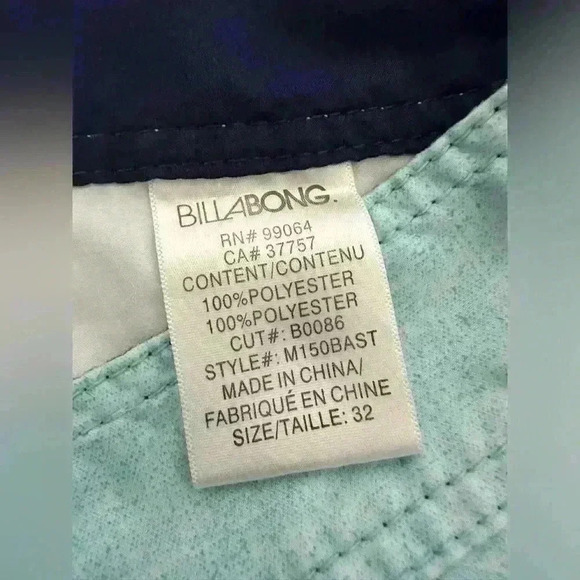 BILLABONG.
RN# 99064
CA# 37757
CONTENT/CONTENU
100%POLYESTER
100%POLYESTER
CUT#: B0086
STYLE#: M150BAST
MADE IN CHINA/
FABRIQUÉ EN CHINE
SIZE/TAILLE: 32